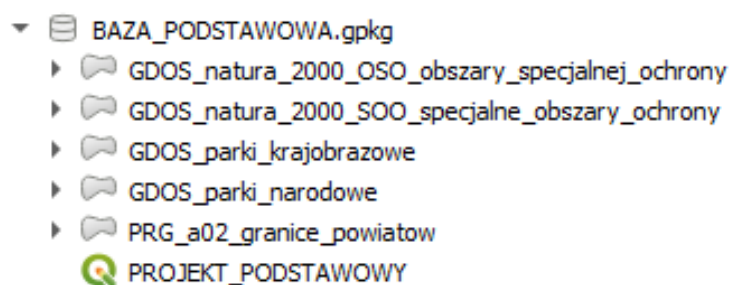 BAZA_PODSTAWOWA.gpkg
GDOS_natura_2000_OSO_obszary_specjalnej_ochrony
GDOS_natura_2000_SOO_specjalne_obszary_ochrony
GDOS_parki_krajobrazowe
GDOS_parki_narodowe
PRG_a02_granice_powiatow
PROJEKT_PODSTAWOWY